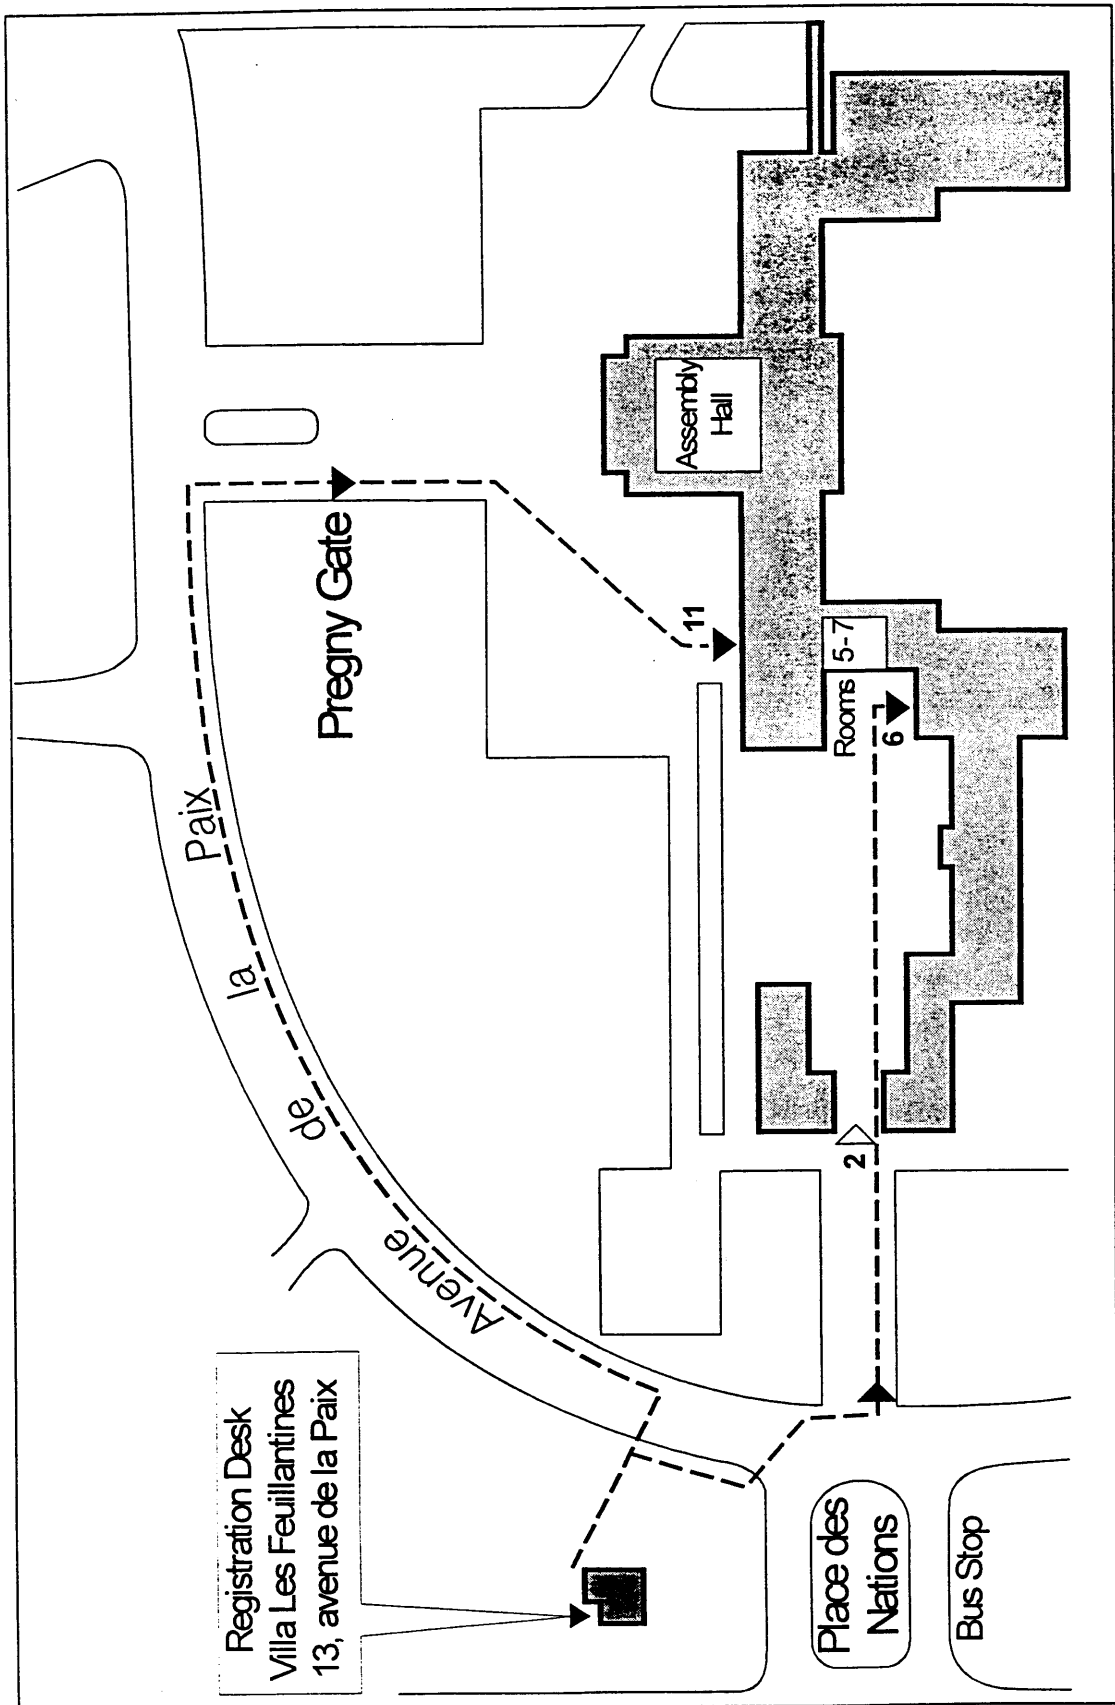 Registration Desk
Villa Les Feuillantines
13, avenue de la Paix
Avenue de la Paix
Pregny Gate
Assembly
Hall
11
Rooms 5-7
6
2
Place des
Nations
Bus Stop